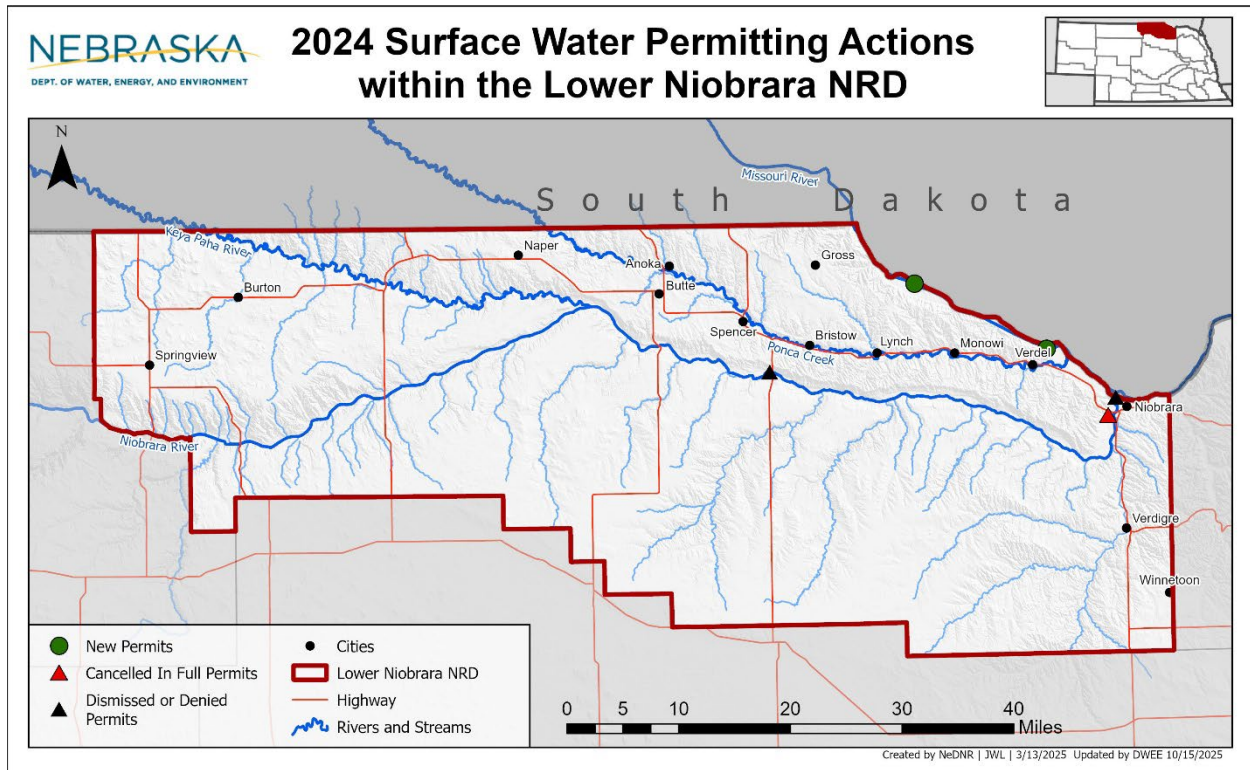 NEBRASKA
DEPT. OF WATER, ENERGY, AND ENVIRONMENT
2024 Surface Water Permitting Actions
within the Lower Niobrara NRD
N
Missouri River
South Dakota
Keya Paha River
Naper
Gross
Anoka
Burton
Butte
Spencer
Bristow
Lynch
Monowi
Verdel
Ponca Creek
Springview
Niobrara
Niobrara River
Verdigre
Winnetoon
New Permits
Cancelled In Full Permits
Dismissed or Denied
Permits
Cities
Lower Niobrara NRD
Highway
Rivers and Streams
0 5 10 20 30 40
Miles
Created by NeDNR | JWL | 3/13/2025 Updated by DWEE 10/15/2025